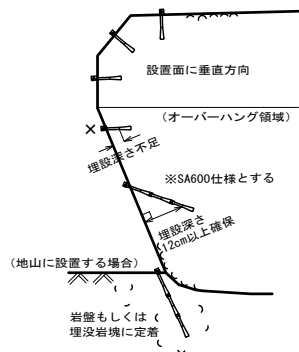 設置面に垂直方向
(オーバーハング領域)
×
埋設深さ不足
※SA600仕様とする
埋設深さ
12cm以上確保
(地山に設置する場合)
岩盤もしくは
埋没岩塊に定着